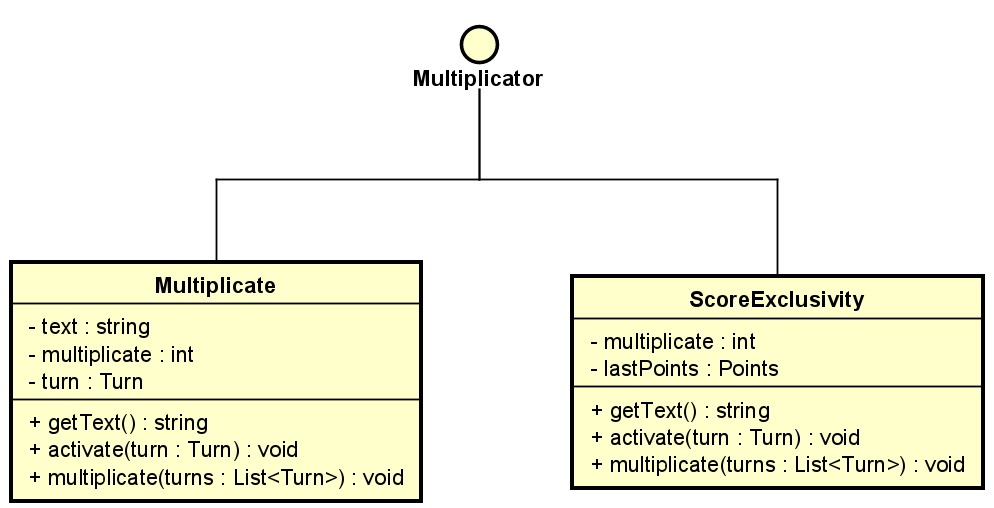 Multiplicator
Multiplicate
- text : string
- multiplicate : int
- turn : Turn
+ getText() : string
+ activate(turn : Turn) : void
+ multiplicate(turns : List<Turn>) : void
ScoreExclusivity
- multiplicate : int
- lastPoints : Points
+ getText() : string
+ activate(turn : Turn) : void
+ multiplicate(turns : List<Turn>) : void